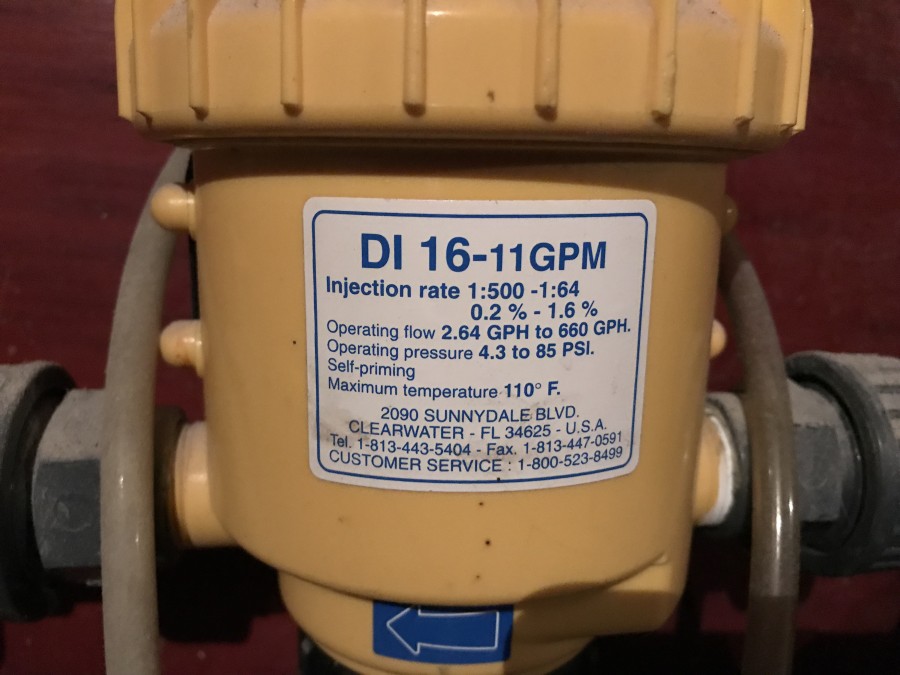 DI 16-11GPM
Injection rate 1:500 -1:64
0.2 % - 1.6 %
Operating flow 2.64 GPH to 660 GPH.
Operating pressure 4.3 to 85 PSI.
Self-priming
Maximum temperature 110° F.
2090 SUNNYDALE BLVD.
CLEARWATER - FL 34625 - U.S.A.
Tel. 1-813-443-5404 - Fax. 1-813-447-0591
CUSTOMER SERVICE : 1-800-523-8499